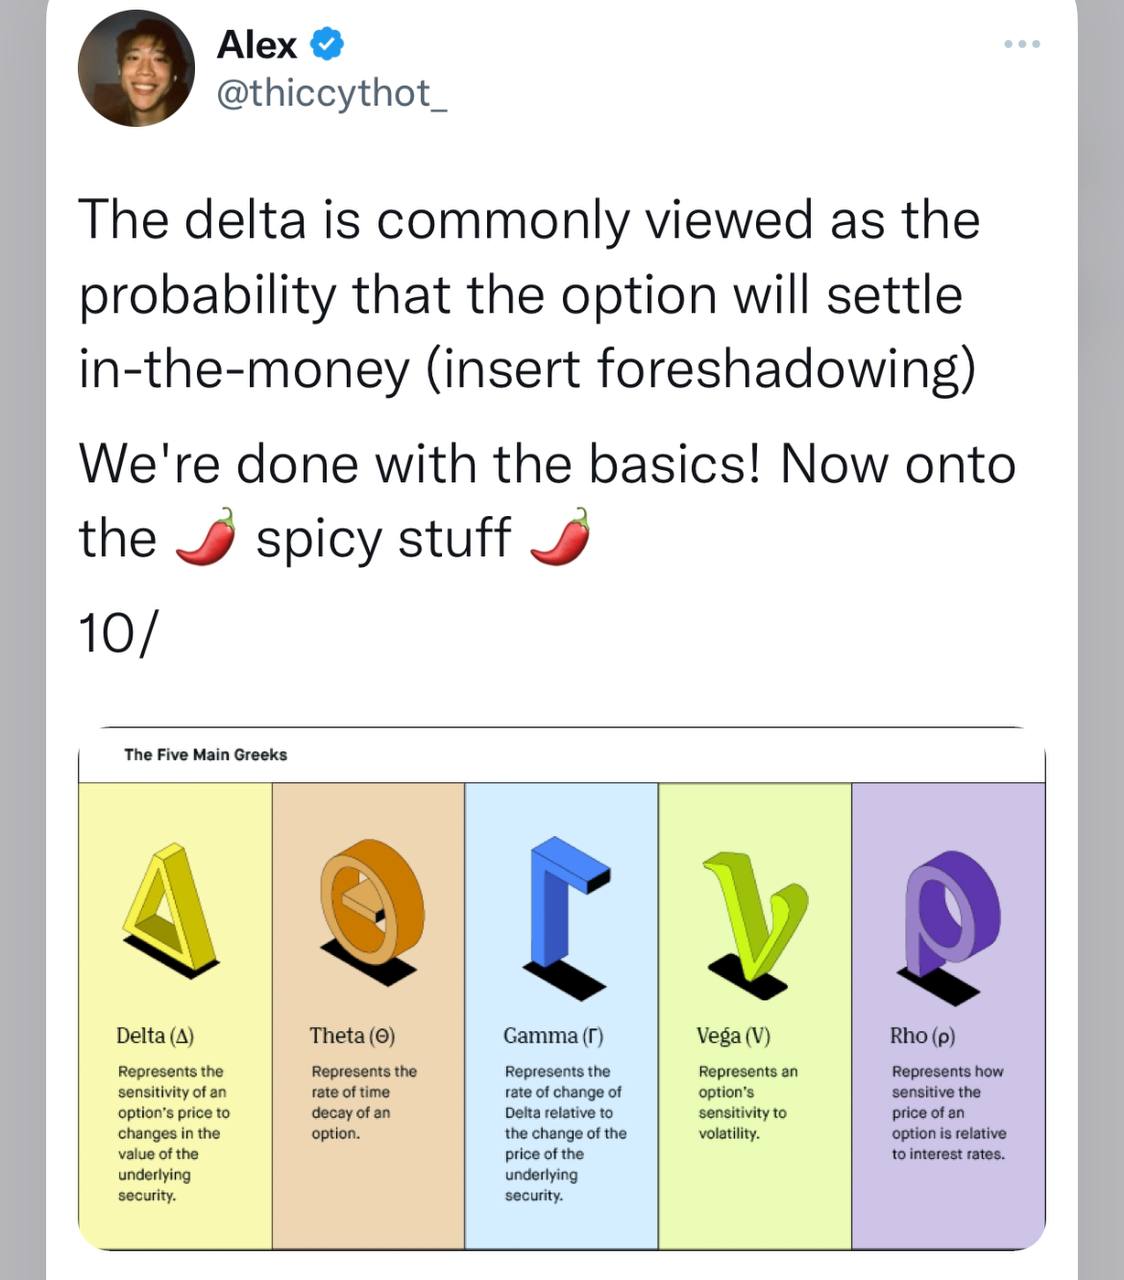 Alex
@thiccythot_
The delta is commonly viewed as the
probability that the option will settle
in-the-money (insert foreshadowing)
We're done with the basics! Now onto
the 🌶️ spicy stuff 🌶️
10/
The Five Main Greeks
Delta (Δ)
Represents the
sensitivity of an
option's price to
changes in the
value of the
underlying
security.
Theta (Θ)
Represents the
rate of time
decay of an
option.
Gamma (Γ)
Represents the
rate of change of
Delta relative to
the change of the
price of the
underlying
security.
Vega (V)
Represents an
option's
sensitivity to
volatility.
Rho (ρ)
Represents how
sensitive the
price of an
option is relative
to interest rates.